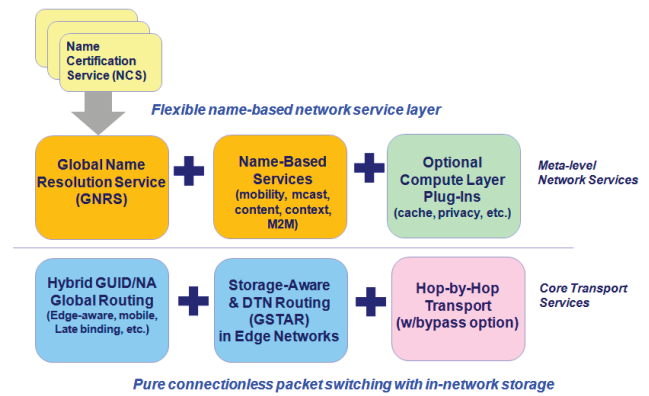 Name
Certification
Service (NCS)
Flexible name-based network service layer
Global Name
Resolution Service
(GNRS)
Name-Based
Services
(mobility, mcast,
content, context,
M2M)
Optional
Compute Layer
Plug-Ins
(cache, privacy, etc.)
Meta-level
Network Services
Hybrid GUID/NA
Global Routing
(Edge-aware, mobile,
Late binding, etc.)
Storage-Aware
& DTN Routing
(GSTAR)
in Edge Networks
Hop-by-Hop
Transport
(w/bypass option)
Core Transport
Services
Pure connectionless packet switching with in-network storage